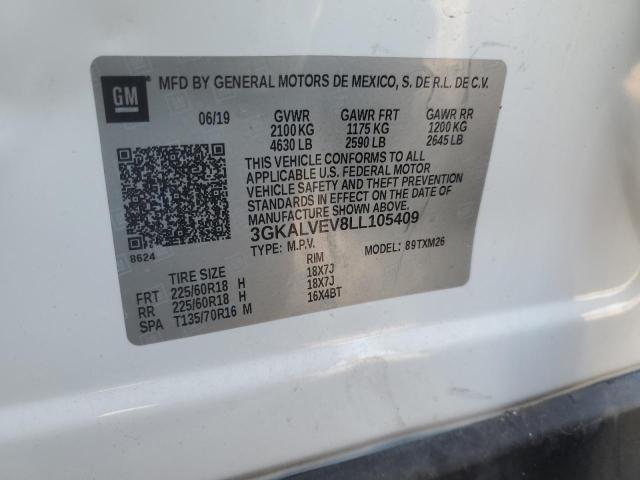 GM
MFD BY GENERAL MOTORS DE MEXICO, S. DE R.L. DE C.V.
06/19 GVWR GAWR FRT GAWR RR
2100 KG 1175 KG 1200 KG
4630 LB 2590 LB 2645 LB
THIS VEHICLE CONFORMS TO ALL
APPLICABLE U.S. FEDERAL MOTOR
VEHICLE SAFETY AND THEFT PREVENTION
STANDARDS IN EFFECT ON THE DATE OF
MANUFACTURE SHOWN ABOVE.
3GKALVEV8LL105409
8624 TYPE: M.P.V. MODEL: 89TXM26
TIRE SIZE RIM
FRT 225/60R18 H 18X7J
RR 225/60R18 H 18X7J
SPA T135/70R16 M 16X4BT